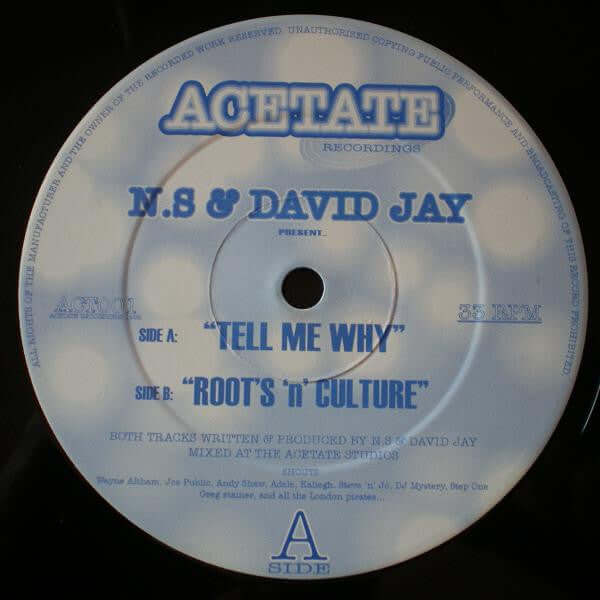 ALL RIGHTS OF THE MANUFACTURER AND THE OWNER OF THE RECORDED WORK RESERVED. UNAUTHORISED COPYING PUBLIC PERFORMANCE AND BROADCASTING OF THIS RECORD PROHIBITED.
ACETATE
RECORDINGS
N.S & DAVID JAY
PRESENT..
ACT001
33 RPM
SIDE A: "TELL ME WHY"
SIDE B: "ROOT'S 'n' CULTURE"
BOTH TRACKS WRITTEN & PRODUCED BY N.S & DAVID JAY
MIXED AT THE ACETATE STUDIOS
SHOUTS
Wayne Altham, Joe Public, Andy Shaw, Adele, Kaliegh, Steve 'n' Jo, DJ Mystery, Step One
Greg stainer, and all the London pirates...
A
SIDE